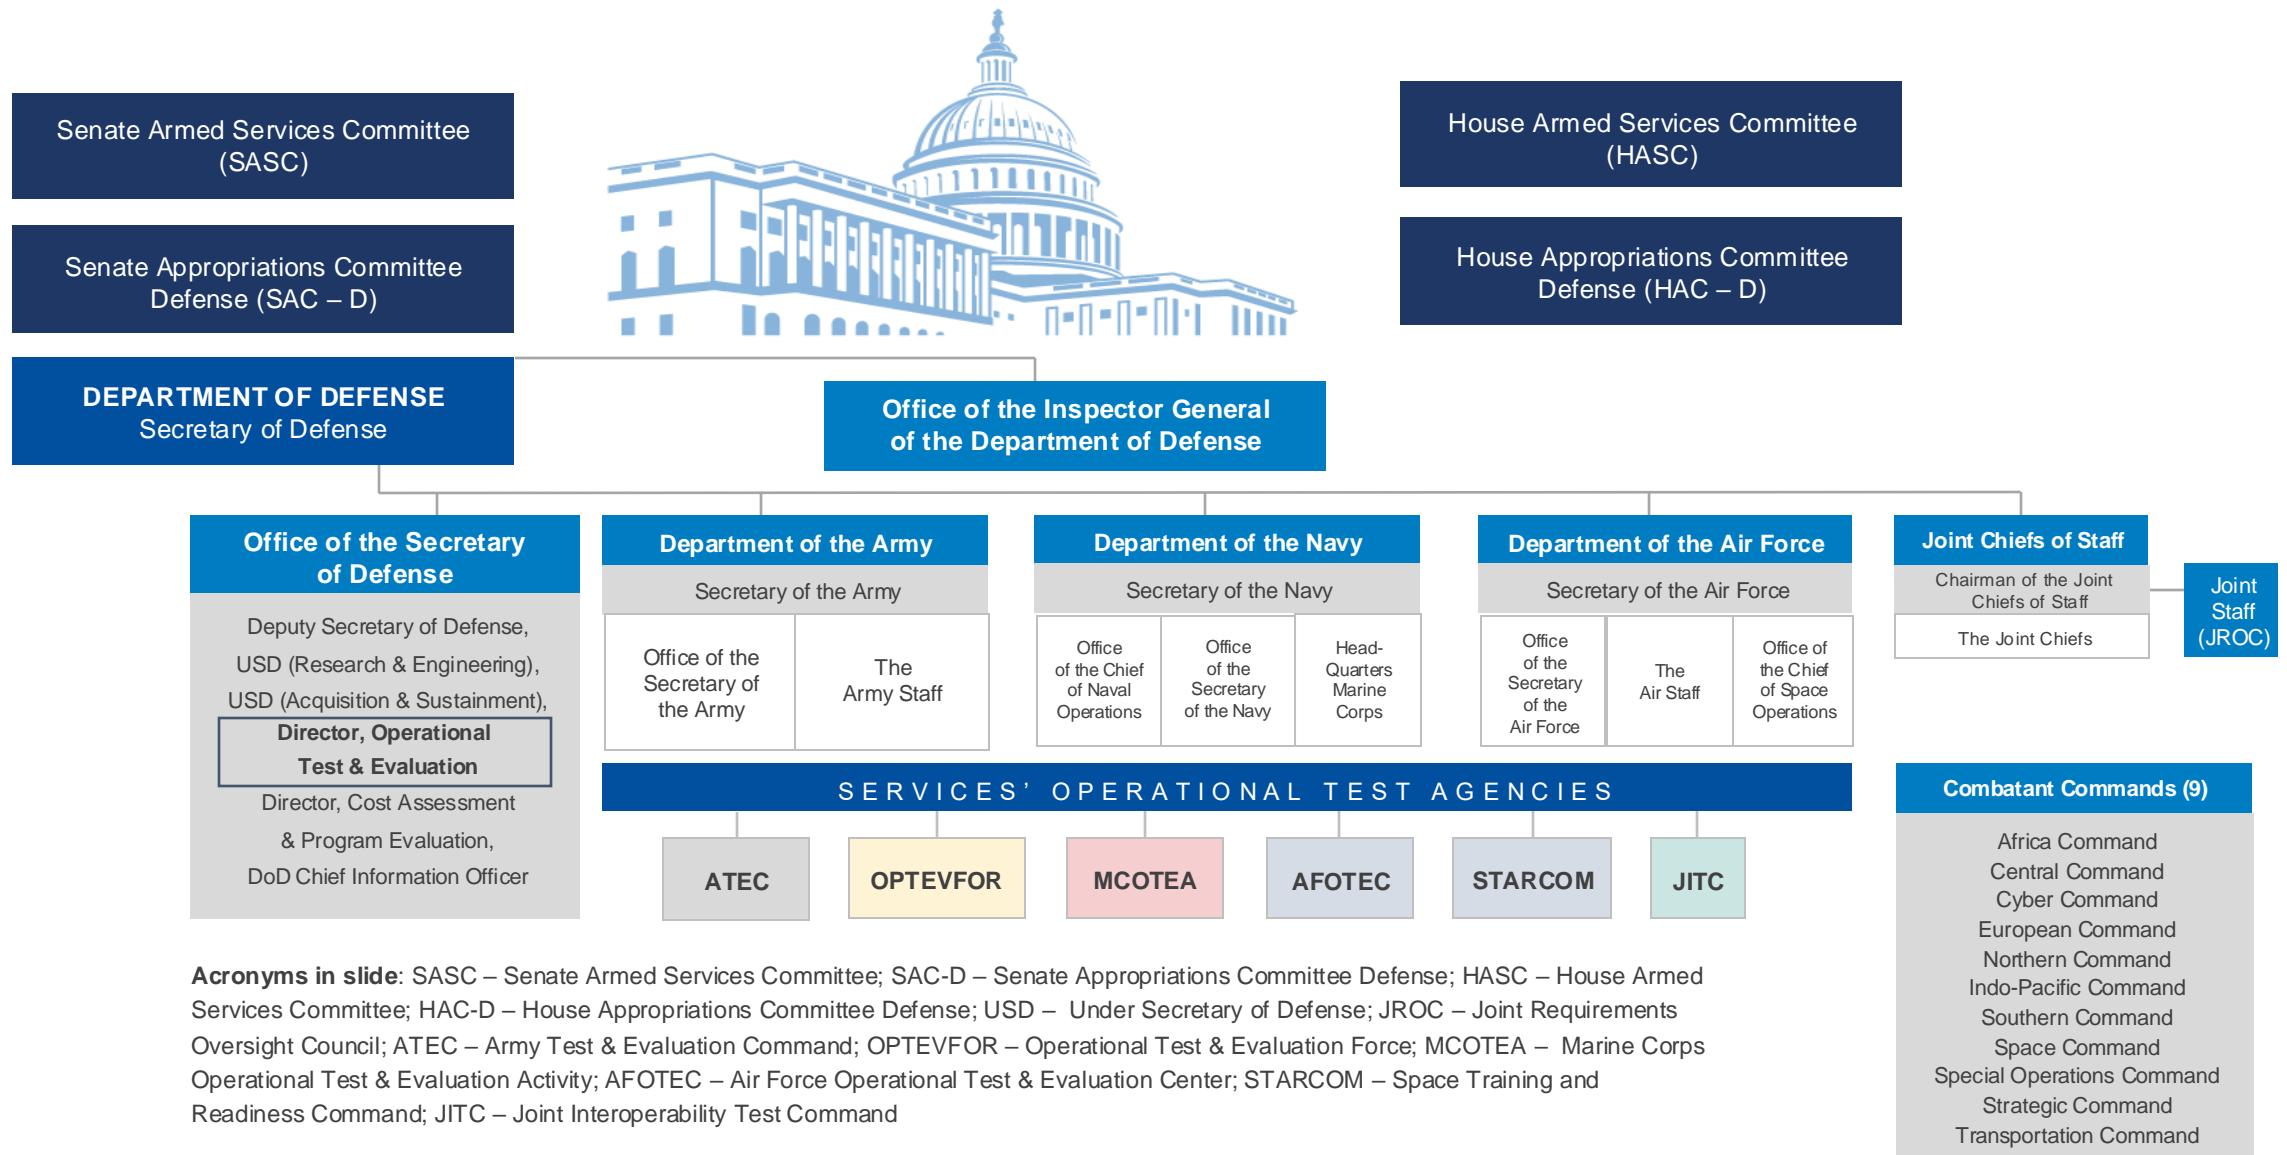 Senate Armed Services Committee
(SASC)
House Armed Services Committee
(HASC)
Senate Appropriations Committee
Defense (SAC – D)
House Appropriations Committee
Defense (HAC – D)
DEPARTMENT OF DEFENSE
Secretary of Defense
Office of the Inspector General
of the Department of Defense
Office of the Secretary
of Defense
Deputy Secretary of Defense,
USD (Research & Engineering),
USD (Acquisition & Sustainment),
Director, Operational
Test & Evaluation
Director, Cost Assessment
& Program Evaluation,
DoD Chief Information Officer
Department of the Army
Secretary of the Army
Office of the
Secretary of
the Army
The
Army Staff
Department of the Navy
Secretary of the Navy
Office
of the Chief
of Naval
Operations
Office
of the
Secretary
of the Navy
Head-
Quarters
Marine
Corps
Department of the Air Force
Secretary of the Air Force
Office
of the
Secretary
of the
Air Force
The
Air Staff
Office of
the Chief
of Space
Operations
Joint Chiefs of Staff
Chairman of the Joint
Chiefs of Staff
The Joint Chiefs
Joint
Staff
(JROC)
SERVICES’ OPERATIONAL TEST AGENCIES
ATEC
OPTEVFOR
MCOTEA
AFOTEC
STARCOM
JITC
Combatant Commands (9)
Africa Command
Central Command
Cyber Command
European Command
Northern Command
Indo-Pacific Command
Southern Command
Space Command
Special Operations Command
Strategic Command
Transportation Command
Acronyms in slide: SASC – Senate Armed Services Committee; SAC-D – Senate Appropriations Committee Defense; HASC – House Armed
Services Committee; HAC-D – House Appropriations Committee Defense; USD – Under Secretary of Defense; JROC – Joint Requirements
Oversight Council; ATEC – Army Test & Evaluation Command; OPTEVFOR – Operational Test & Evaluation Force; MCOTEA – Marine Corps
Operational Test & Evaluation Activity; AFOTEC – Air Force Operational Test & Evaluation Center; STARCOM – Space Training and
Readiness Command; JITC – Joint Interoperability Test Command